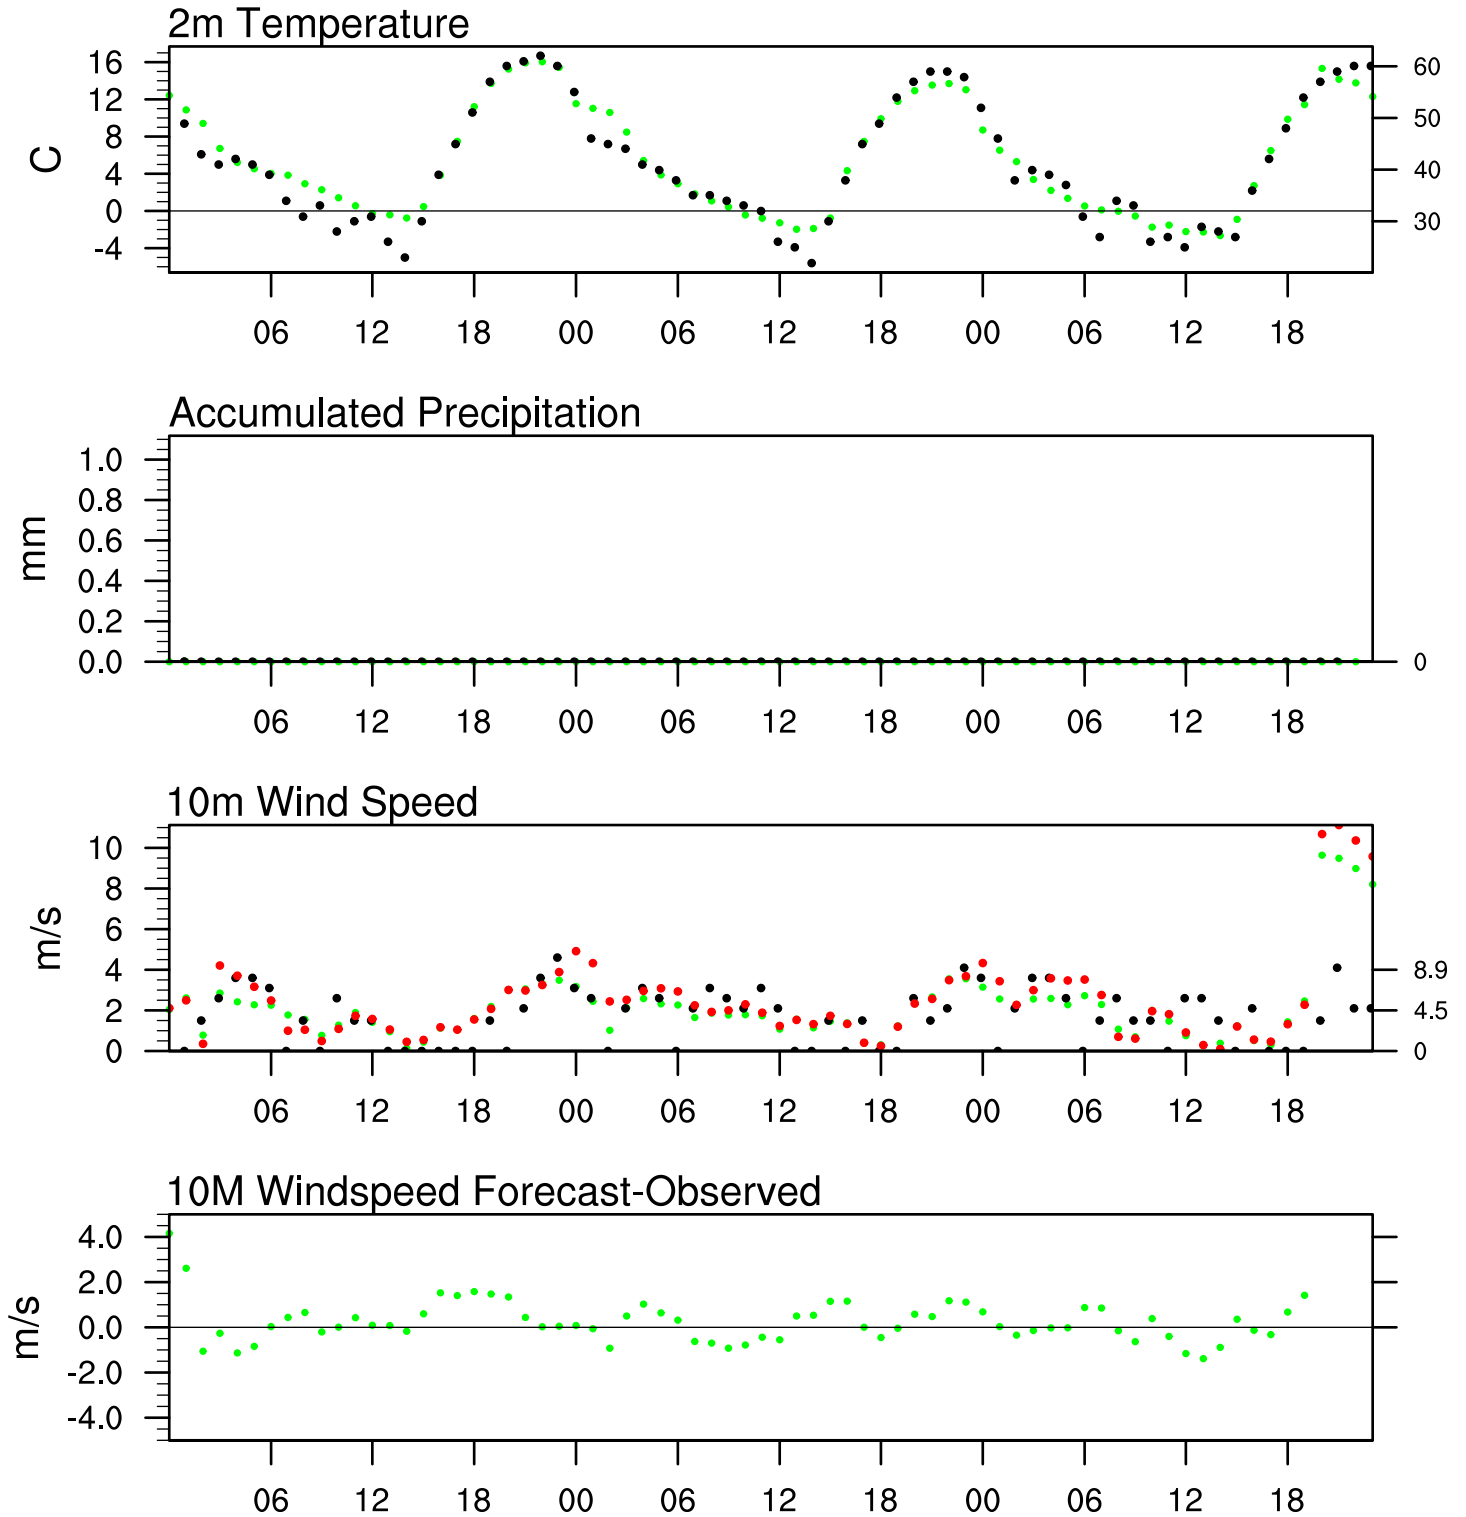 2m Temperature
16
12
8
4
0
-4
C
60
50
40
30
06 12 18 00 06 12 18 00 06 12 18
Accumulated Precipitation
1.0
0.8
0.6
0.4
0.2
0.0
mm
0
06 12 18 00 06 12 18 00 06 12 18
10m Wind Speed
10
8
6
4
2
0
m/s
8.9
4.5
0
06 12 18 00 06 12 18 00 06 12 18
10M Windspeed Forecast-Observed
4.0
2.0
0.0
-2.0
-4.0
m/s
06 12 18 00 06 12 18 00 06 12 18